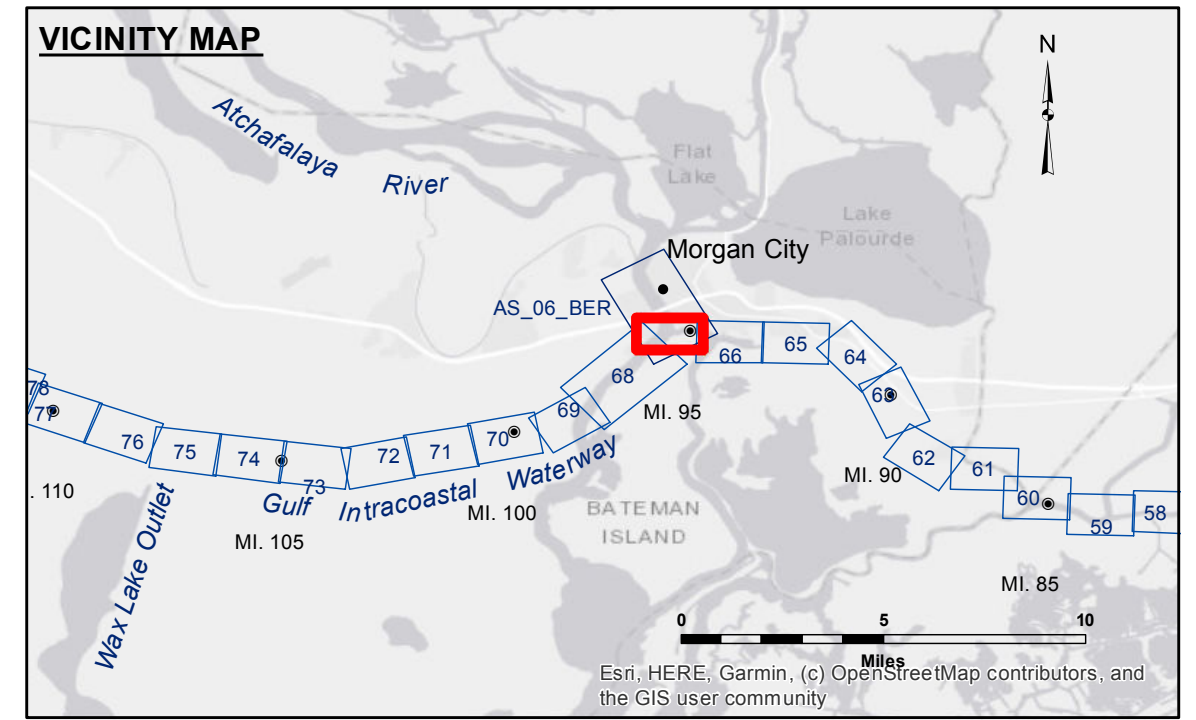 VICINITY MAP
N
Atchafalaya
River
Flat
Lake
Lake
Palourde
Morgan City
AS_06_BER
66
65
64
63
68
69
MI. 95
78
77
76
75
74
73
72
71
70
62
61
60
59
58
. 110
Gulf
Intracoastal
Waterway
MI. 105
MI. 100
MI. 90
BATEMAN
ISLAND
Wax Lake Outlet
MI. 85
0
5
10
Miles
Esri, HERE, Garmin, (c) OpenStreetMap contributors, and
the GIS user community